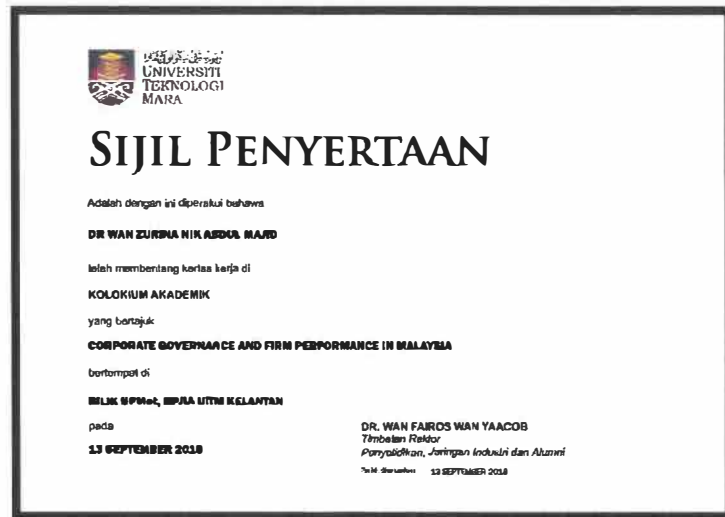 UNIVERSITI
TEKNOLOGI
MARA
SIJIL PENYERTAAN
Adalah dengan ini diperakui bahawa
DR WAN ZURINA NIK ABDUL MAJID
telah membentang kertas kerja di
KOLOKIUM AKADEMIK
yang bertajuk
CORPORATE GOVERNANCE AND FIRM PERFORMANCE IN MALAYSIA
bertempat di
BILIK UITM KELANTAN
pada
13 SEPTEMBER 2018
DR. WAN FAIROS WAN YAACOB
Timbalan Rektor
Penyelidikan, Jaringan Industri dan Alumni
13 SEPTEMBER 2018